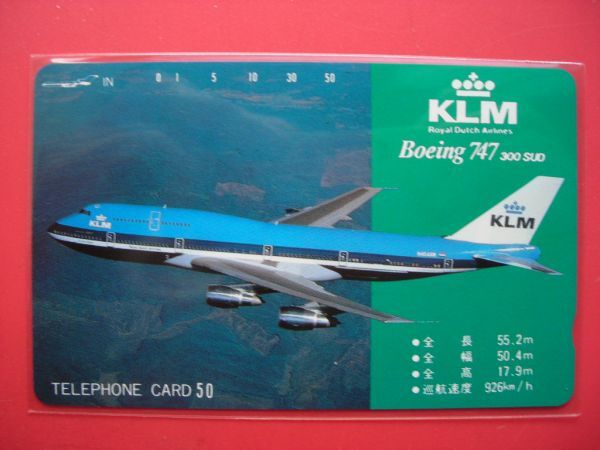 IN 0 1 5 10 30 50
KLM
Royal Dutch Airlines
Boeing 747 300 SUD
KLM
KLM
●全長 55.2m
●全幅 50.4m
●全高 17.9m
●巡航速度 926km/h
TELEPHONE CARD 50